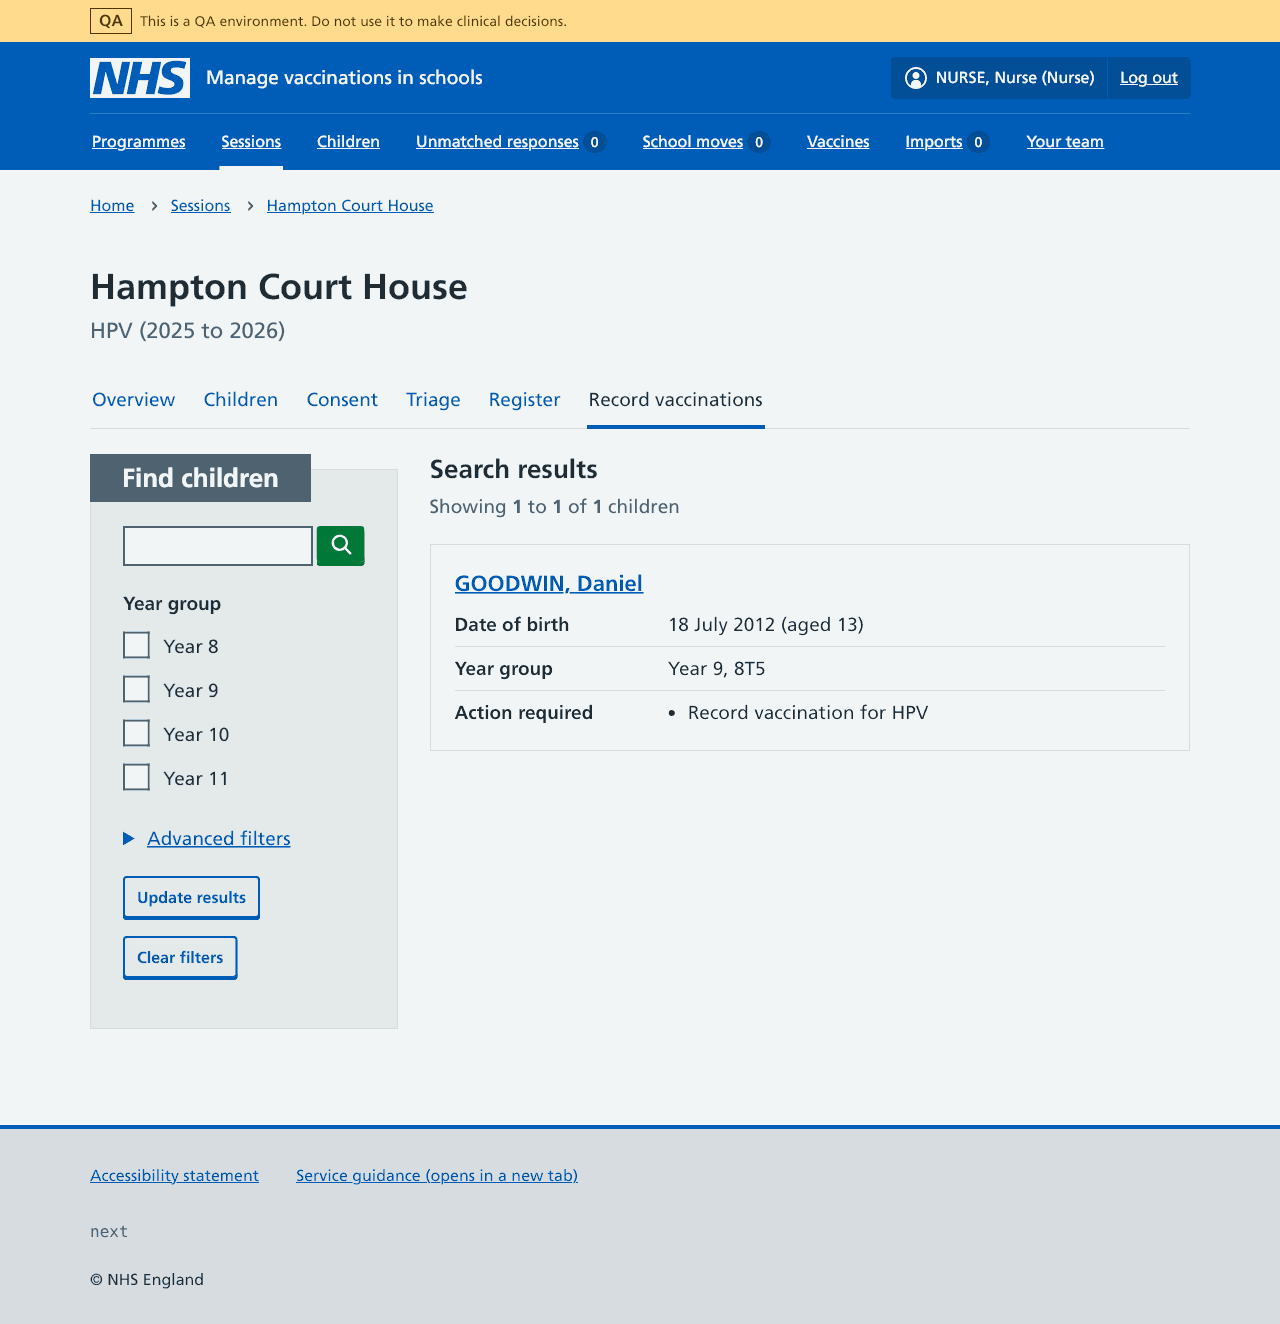 QA This is a QA environment. Do not use it to make clinical decisions.
NHS Manage vaccinations in schools NURSE, Nurse (Nurse) Log out
Programmes Sessions Children Unmatched responses 0 School moves 0 Vaccines Imports 0 Your team
Home Sessions Hampton Court House
Hampton Court House
HPV (2025 to 2026)
Overview Children Consent Triage Register Record vaccinations
Find children
Year group
Year 8
Year 9
Year 10
Year 11
Advanced filters
Update results
Clear filters
Search results
Showing 1 to 1 of 1 children
GOODWIN, Daniel
Date of birth 18 July 2012 (aged 13)
Year group Year 9, 8T5
Action required • Record vaccination for HPV
Accessibility statement Service guidance (opens in a new tab)
next
© NHS England